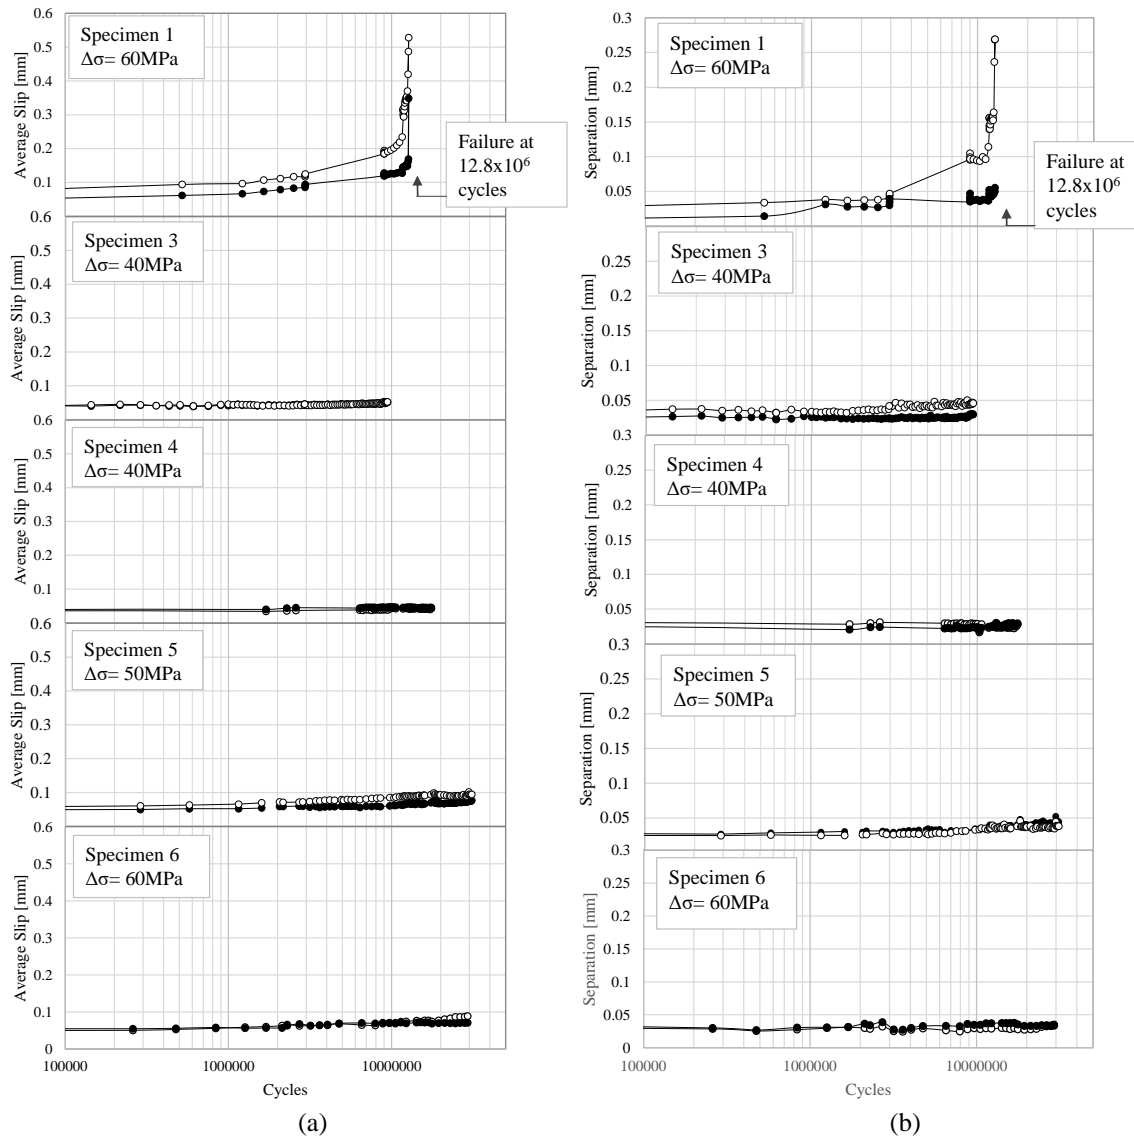 0.6
0.5
0.4
0.3
0.2
0.1
Average Slip [mm]
Specimen 1
Δσ= 60MPa
Failure at
12.8x10⁶
cycles
0.6
0.5
0.4
0.3
0.2
0.1
Average Slip [mm]
Specimen 3
Δσ= 40MPa
0.6
0.5
0.4
0.3
0.2
0.1
Average Slip [mm]
Specimen 4
Δσ= 40MPa
0.6
0.5
0.4
0.3
0.2
0.1
Average Slip [mm]
Specimen 5
Δσ= 50MPa
0.6
0.5
0.4
0.3
0.2
0.1
0
Average Slip [mm]
Specimen 6
Δσ= 60MPa
100000
1000000
10000000
Cycles
(a)
0.3
0.25
0.2
0.15
0.1
0.05
Separation [mm]
Specimen 1
Δσ= 60MPa
Failure at
12.8x10⁶
cycles
0.25
0.2
0.15
0.1
0.05
Separation [mm]
Specimen 3
Δσ= 40MPa
0.3
0.25
0.2
0.15
0.1
0.05
Separation [mm]
Specimen 4
Δσ= 40MPa
0.3
0.25
0.2
0.15
0.1
0.05
Separation [mm]
Specimen 5
Δσ= 50MPa
0.3
0.25
0.2
0.15
0.1
0.05
0
Separation [mm]
Specimen 6
Δσ= 60MPa
100000
1000000
10000000
Cycles
(b)